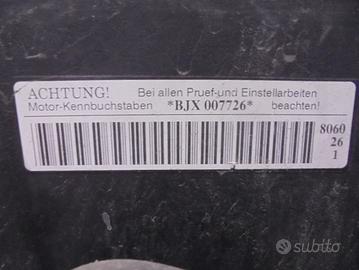 ACHTUNG! Bei allen Pruef-und Einstellarbeiten
Motor-Kennbuchstaben *BJX 007726* beachten!
8060
26
1
subito